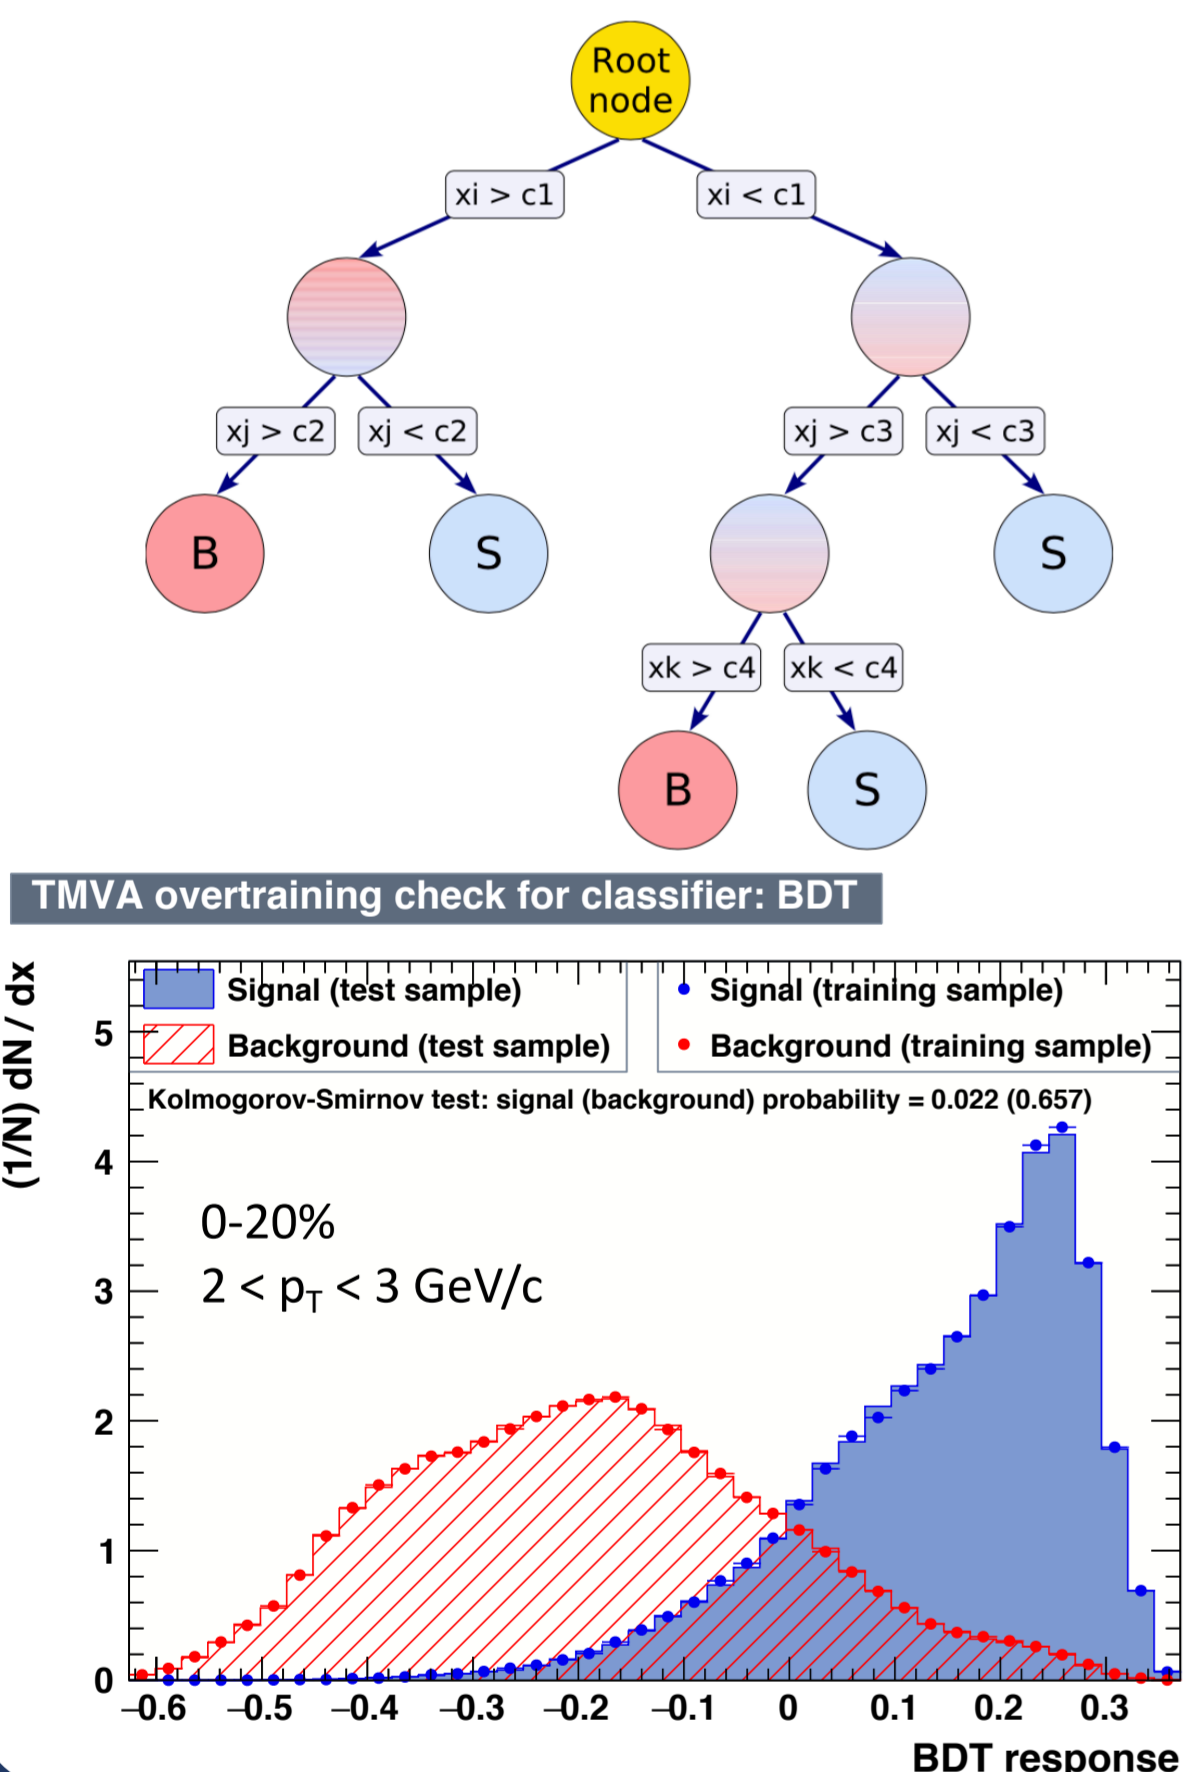 Root
node
xi > c1
xi < c1
xj > c2
xj < c2
xj > c3
xj < c3
B
S
S
xk > c4
xk < c4
B
S
TMVA overtraining check for classifier: BDT
(1/N) dN / dx
Signal (test sample)
Background (test sample)
Signal (training sample)
Background (training sample)
Kolmogorov-Smirnov test: signal (background) probability = 0.022 (0.657)
0-20%
2 < pT < 3 GeV/c
5
4
3
2
1
0
−0.6 −0.5 −0.4 −0.3 −0.2 −0.1 0 0.1 0.2 0.3
BDT response